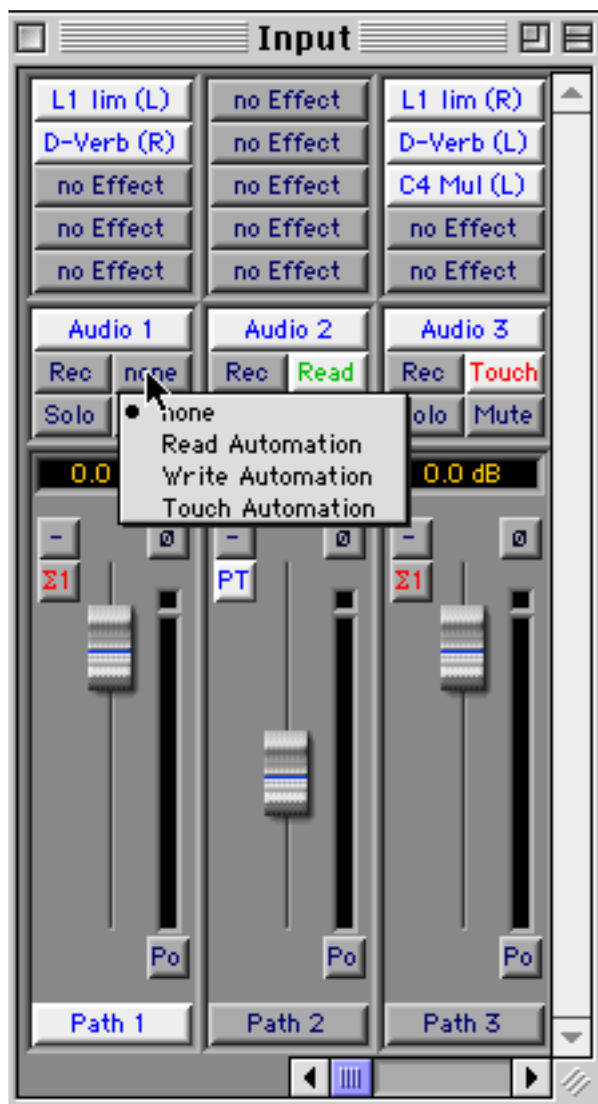 Input
L1 lim (L) no Effect L1 lim (R)
D-Verb (R) no Effect D-Verb (L)
no Effect no Effect C4 Mul (L)
no Effect no Effect no Effect
no Effect no Effect no Effect
Audio 1 Audio 2 Audio 3
Rec none Rec Read Rec Touch
Solo olo Mute
none
Read Automation
Write Automation
Touch Automation
0.0 0.0 dB
- ø - ø - ø
Σ1 PT Σ1
Po Po Po
Path 1 Path 2 Path 3